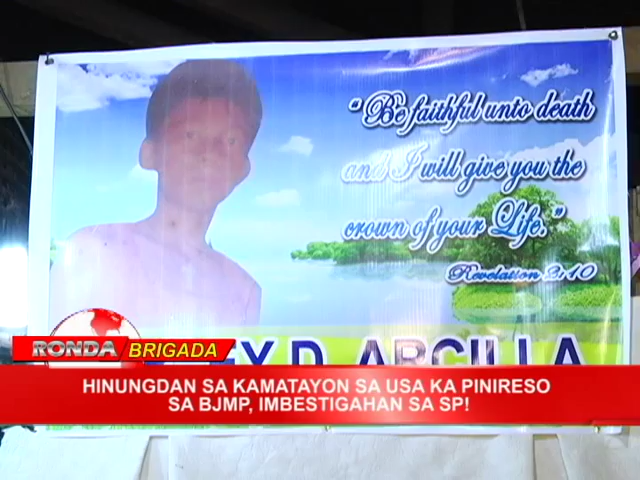 "Be faithful unto death
and I will give you the
crown of your Life."
Revelation 2:10
EY D. ARCILLA
RONDA BRIGADA
HINUNGDAN SA KAMATAYON SA USA KA PINIRESO
SA BJMP, IMBESTIGAHAN SA SP!